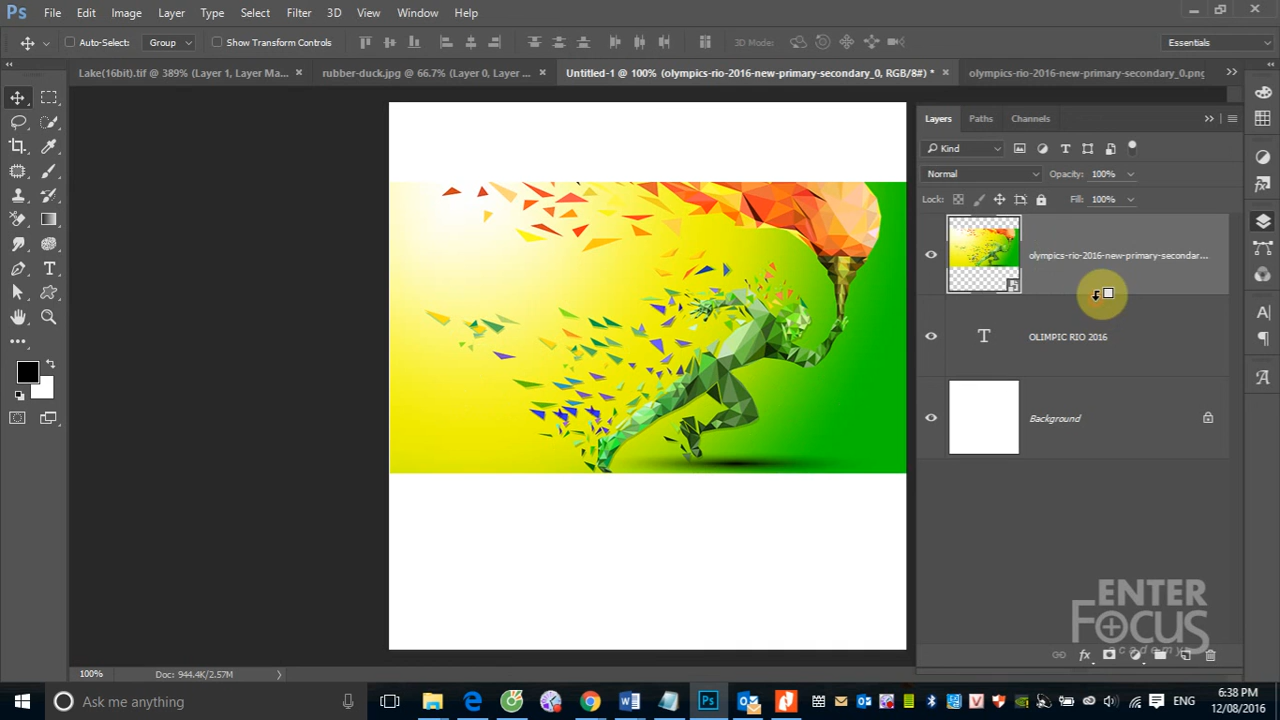 Ps File Edit Image Layer Type Select Filter 3D View Window Help
Auto-Select: Group Show Transform Controls 3D Mode: Essentials
Lake(16bit).tif @ 389% (Layer 1, Layer Ma... × rubber-duck.jpg @ 66.7% (Layer 0, Layer ... × Untitled-1 @ 100% (olympics-rio-2016-new-primary-secondary_0, RGB/8#) * × olympics-rio-2016-new-primary-secondary_0.png
Layers Paths Channels
Kind
Normal Opacity: 100%
Lock: Fill: 100%
olympics-rio-2016-new-primary-secondar...
T OLIMPIC RIO 2016
Background
ENTER
FOCUS
academy
100% Doc: 944.4K/2.57M
Ask me anything ENG 6:38 PM
12/08/2016